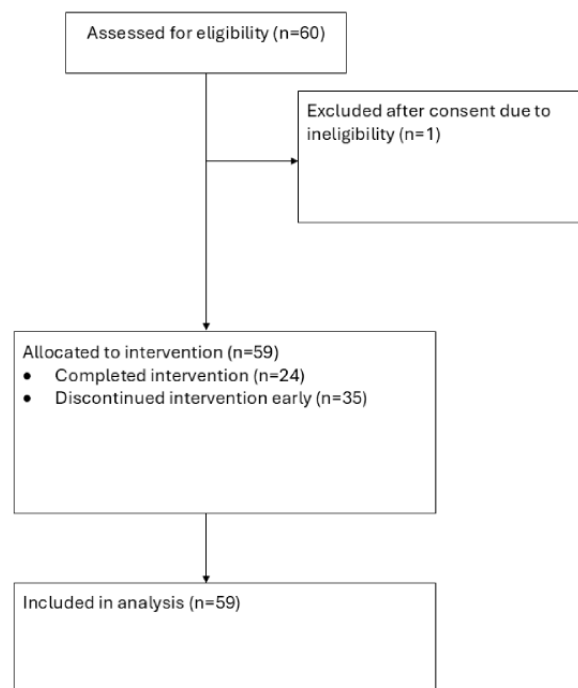 Assessed for eligibility (n=60)
Excluded after consent due to
ineligibility (n=1)
Allocated to intervention (n=59)
• Completed intervention (n=24)
• Discontinued intervention early (n=35)
Included in analysis (n=59)